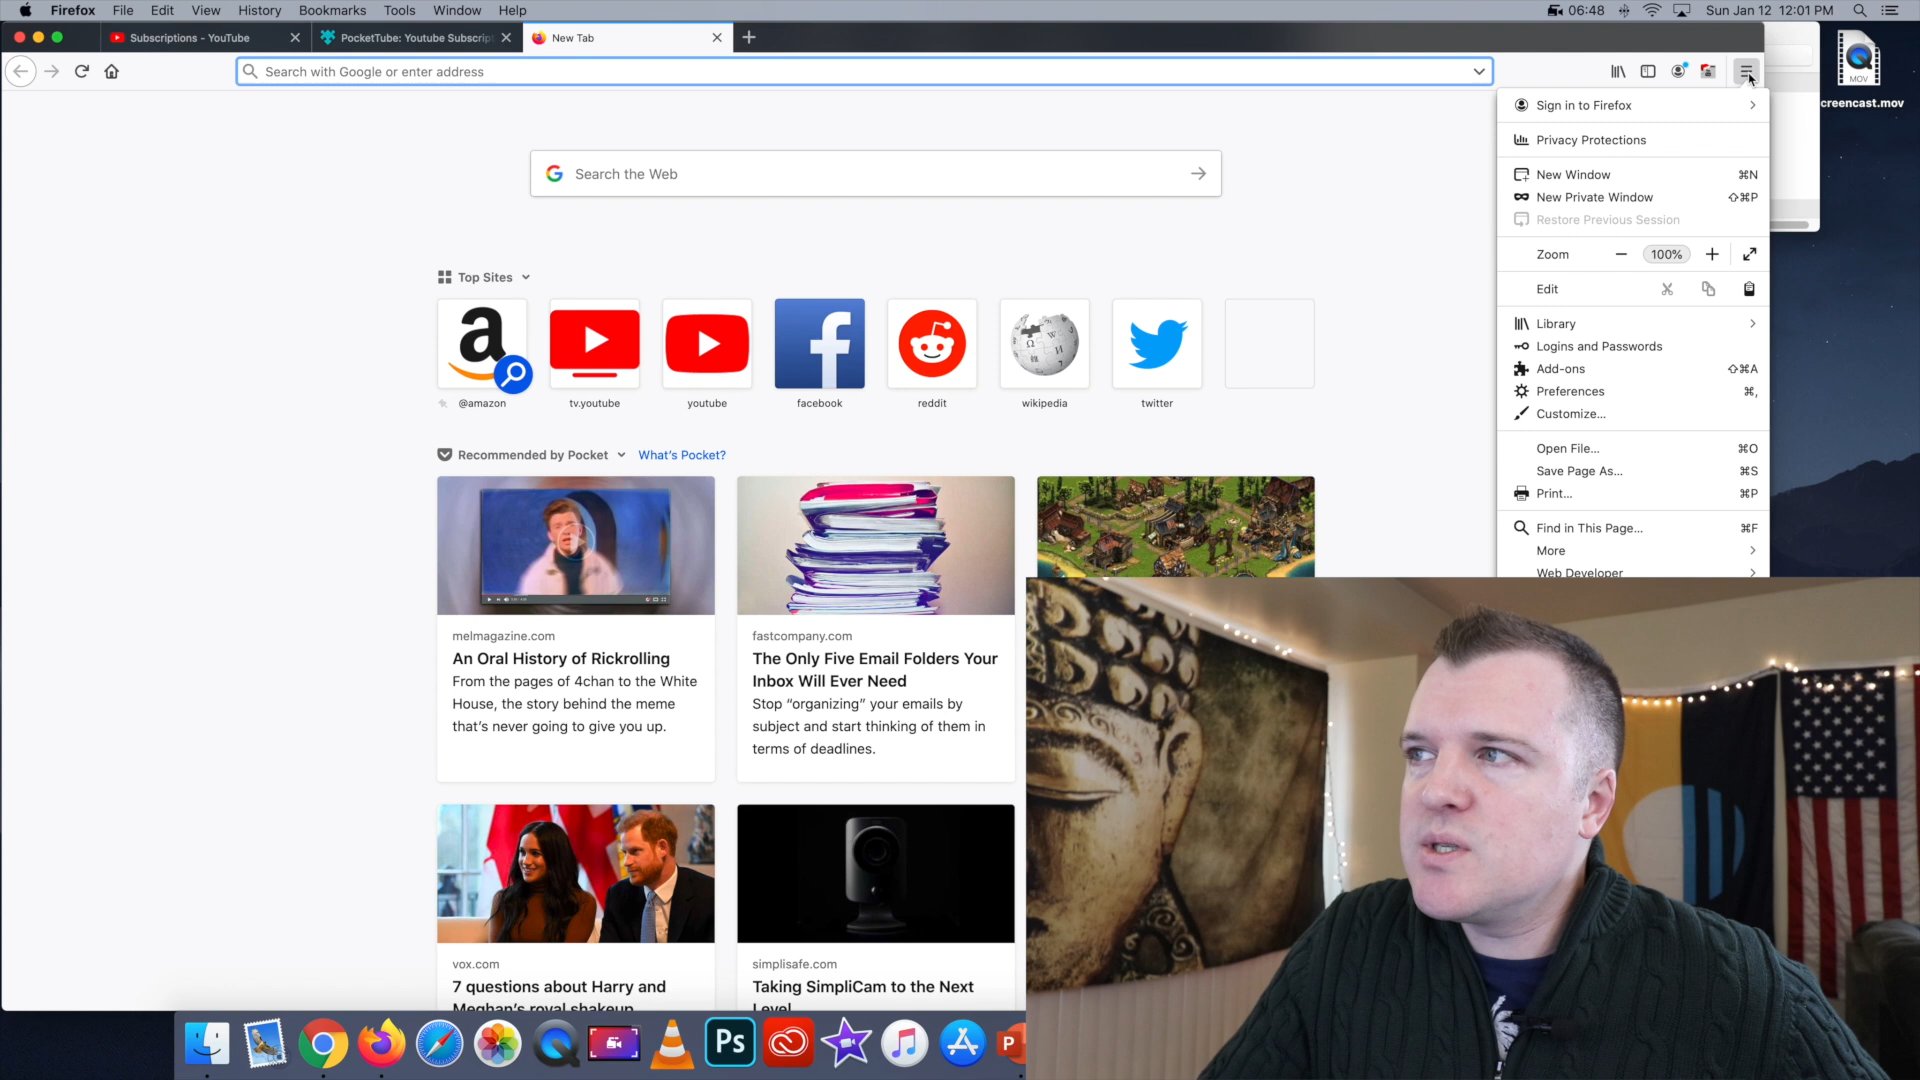 Firefox File Edit View History Bookmarks Tools Window Help
06:48 Sun Jan 12 12:01 PM
Subscriptions - YouTube
PocketTube: Youtube Subscrip
New Tab
Search with Google or enter address
MOV
creencast.mov
Sign in to Firefox
Privacy Protections
New Window ⌘N
New Private Window ⇧⌘P
Restore Previous Session
Zoom 100%
Edit
Library
Logins and Passwords
Add-ons ⇧⌘A
Preferences ⌘,
Customize...
Open File... ⌘O
Save Page As... ⌘S
Print... ⌘P
Find in This Page... ⌘F
More
Web Developer
Search the Web
Top Sites
@amazon
tv.youtube
youtube
facebook
reddit
wikipedia
twitter
Recommended by Pocket
What's Pocket?
melmagazine.com
An Oral History of Rickrolling
From the pages of 4chan to the White
House, the story behind the meme
that's never going to give you up.
fastcompany.com
The Only Five Email Folders Your
Inbox Will Ever Need
Stop “organizing” your emails by
subject and start thinking of them in
terms of deadlines.
vox.com
7 questions about Harry and
Meghan's royal shakeup
simplisafe.com
Taking SimpliCam to the Next
Level
Ps
P